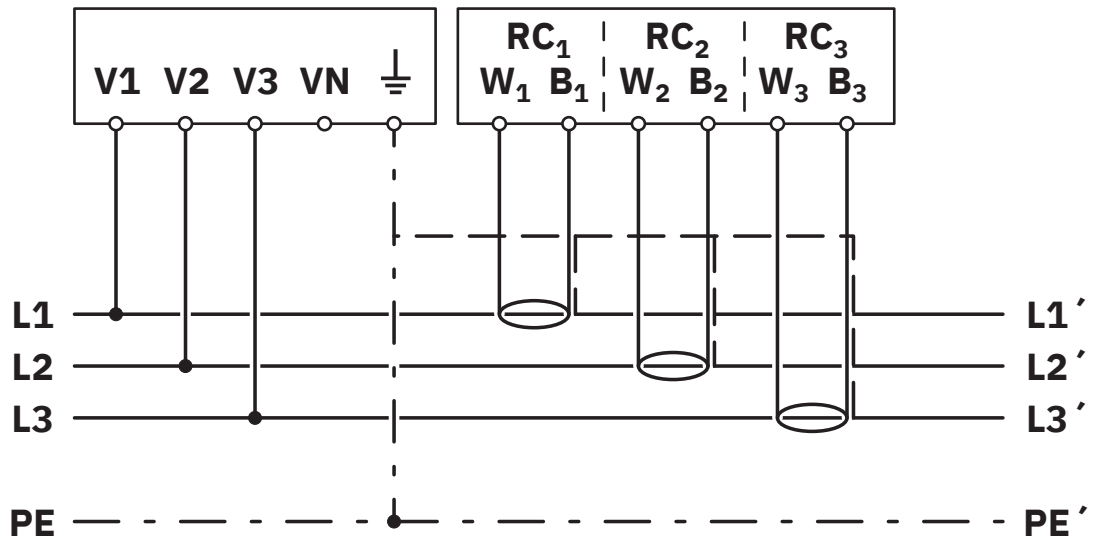 RC₁ RC₂ RC₃
V1 V2 V3 VN W₁ B₁ W₂ B₂ W₃ B₃
L1 L1´
L2 L2´
L3 L3´
PE PE´